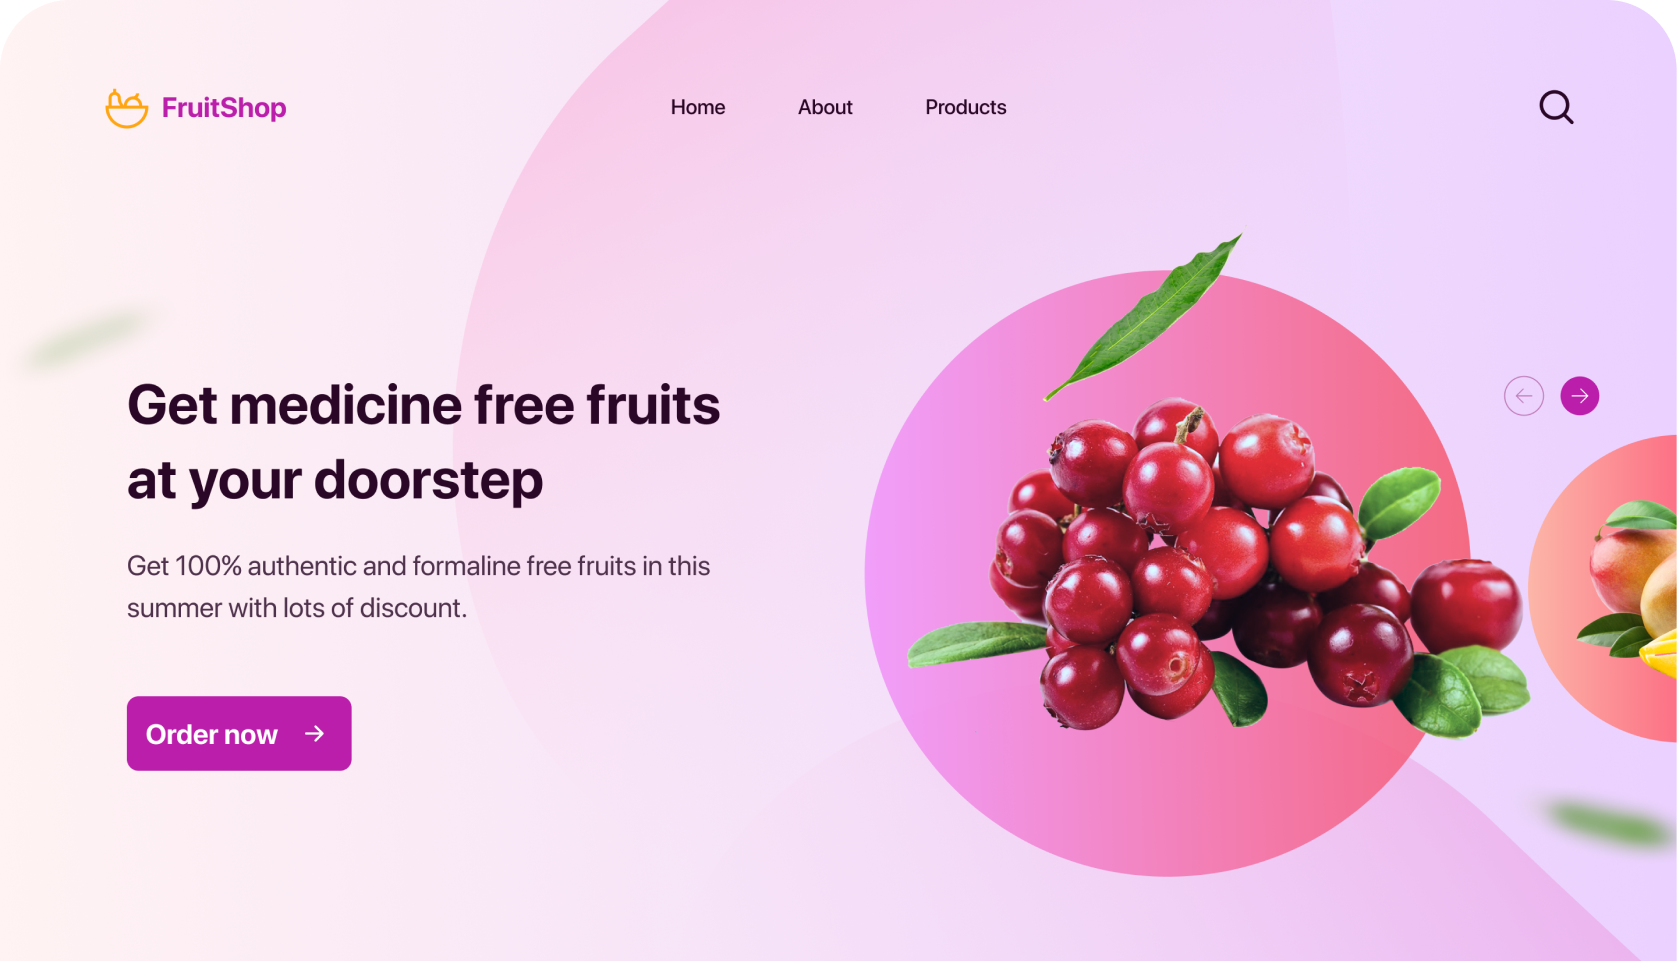 FruitShop
Home About Products
Get medicine free fruits
at your doorstep
Get 100% authentic and formaline free fruits in this
summer with lots of discount.
Order now